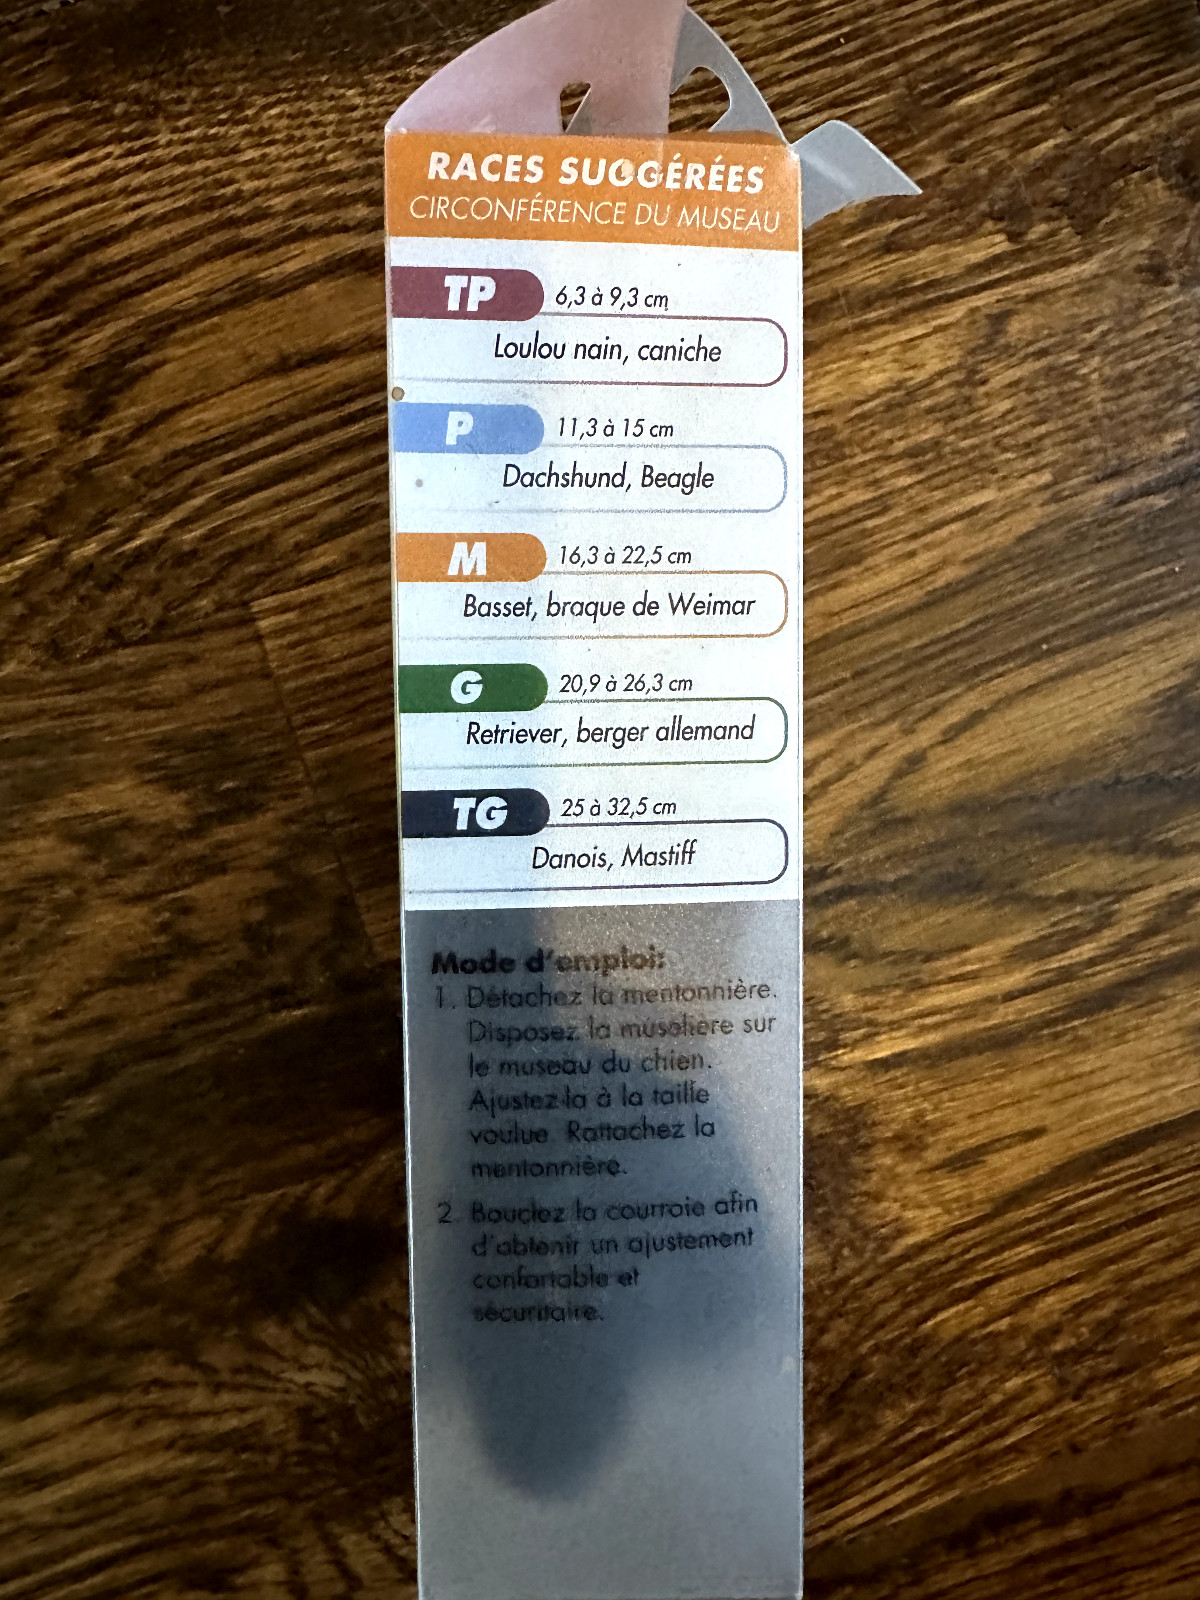 RACES SUGGÉRÉES
CIRCONFÉRENCE DU MUSEAU
TP 6,3 à 9,3 cm
Loulou nain, caniche
P 11,3 à 15 cm
Dachshund, Beagle
M 16,3 à 22,5 cm
Basset, braque de Weimar
G 20,9 à 26,3 cm
Retriever, berger allemand
TG 25 à 32,5 cm
Danois, Mastiff
Mode d'emploi:
1. Détachez la mentonnière.
Disposez la muselière sur
le museau du chien.
Ajustez-la à la taille
voulue. Rattachez la
mentonnière.
2. Bouclez la courroie afin
d'obtenir un ajustement
confortable et
sécuritaire.